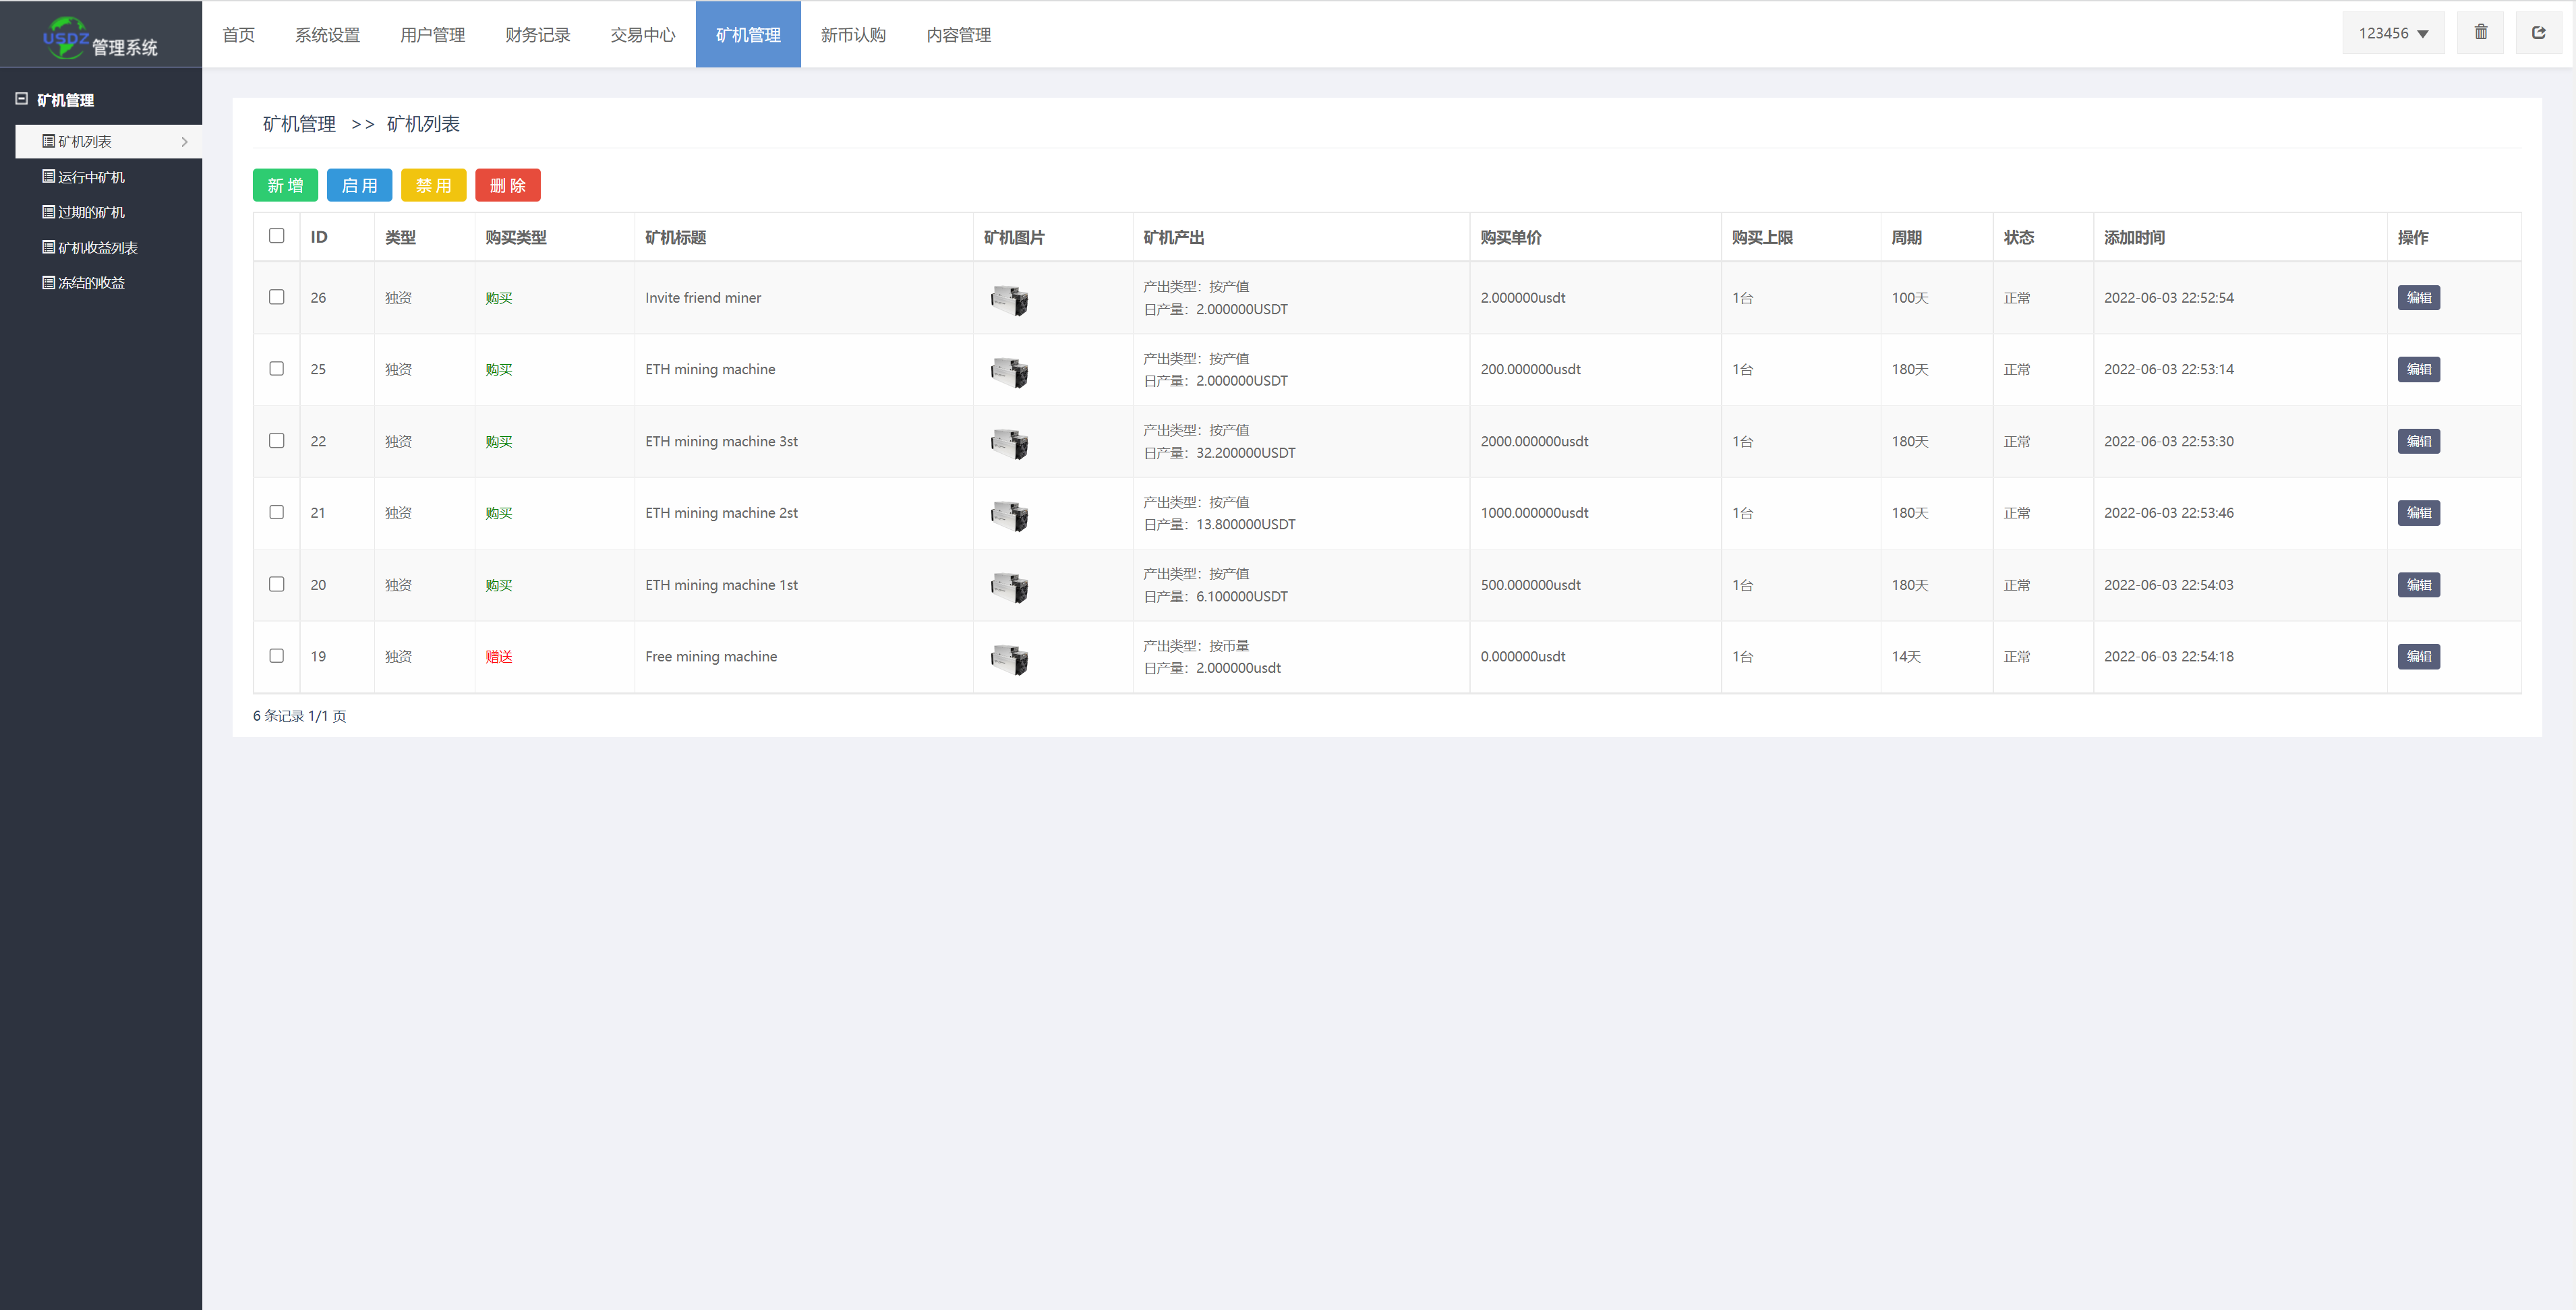 USDZ 管理系统
首页 系统设置 用户管理 财务记录 交易中心 矿机管理 新币认购 内容管理 123456
矿机管理
矿机列表
运行中矿机
过期的矿机
矿机收益列表
冻结的收益
矿机管理 >> 矿机列表
新 增 启 用 禁 用 删 除
ID 类型 购买类型 矿机标题 矿机图片 矿机产出 购买单价 购买上限 周期 状态 添加时间 操作
26 独资 购买 Invite friend miner 产出类型：按产值 2.000000usdt 1台 100天 正常 2022-06-03 22:52:54 编辑
日产量：2.000000USDT
25 独资 购买 ETH mining machine 产出类型：按产值 200.000000usdt 1台 180天 正常 2022-06-03 22:53:14 编辑
日产量：2.000000USDT
22 独资 购买 ETH mining machine 3st 产出类型：按产值 2000.000000usdt 1台 180天 正常 2022-06-03 22:53:30 编辑
日产量：32.200000USDT
21 独资 购买 ETH mining machine 2st 产出类型：按产值 1000.000000usdt 1台 180天 正常 2022-06-03 22:53:46 编辑
日产量：13.800000USDT
20 独资 购买 ETH mining machine 1st 产出类型：按产值 500.000000usdt 1台 180天 正常 2022-06-03 22:54:03 编辑
日产量：6.100000USDT
19 独资 赠送 Free mining machine 产出类型：按币量 0.000000usdt 1台 14天 正常 2022-06-03 22:54:18 编辑
日产量：2.000000usdt
6 条记录 1/1 页